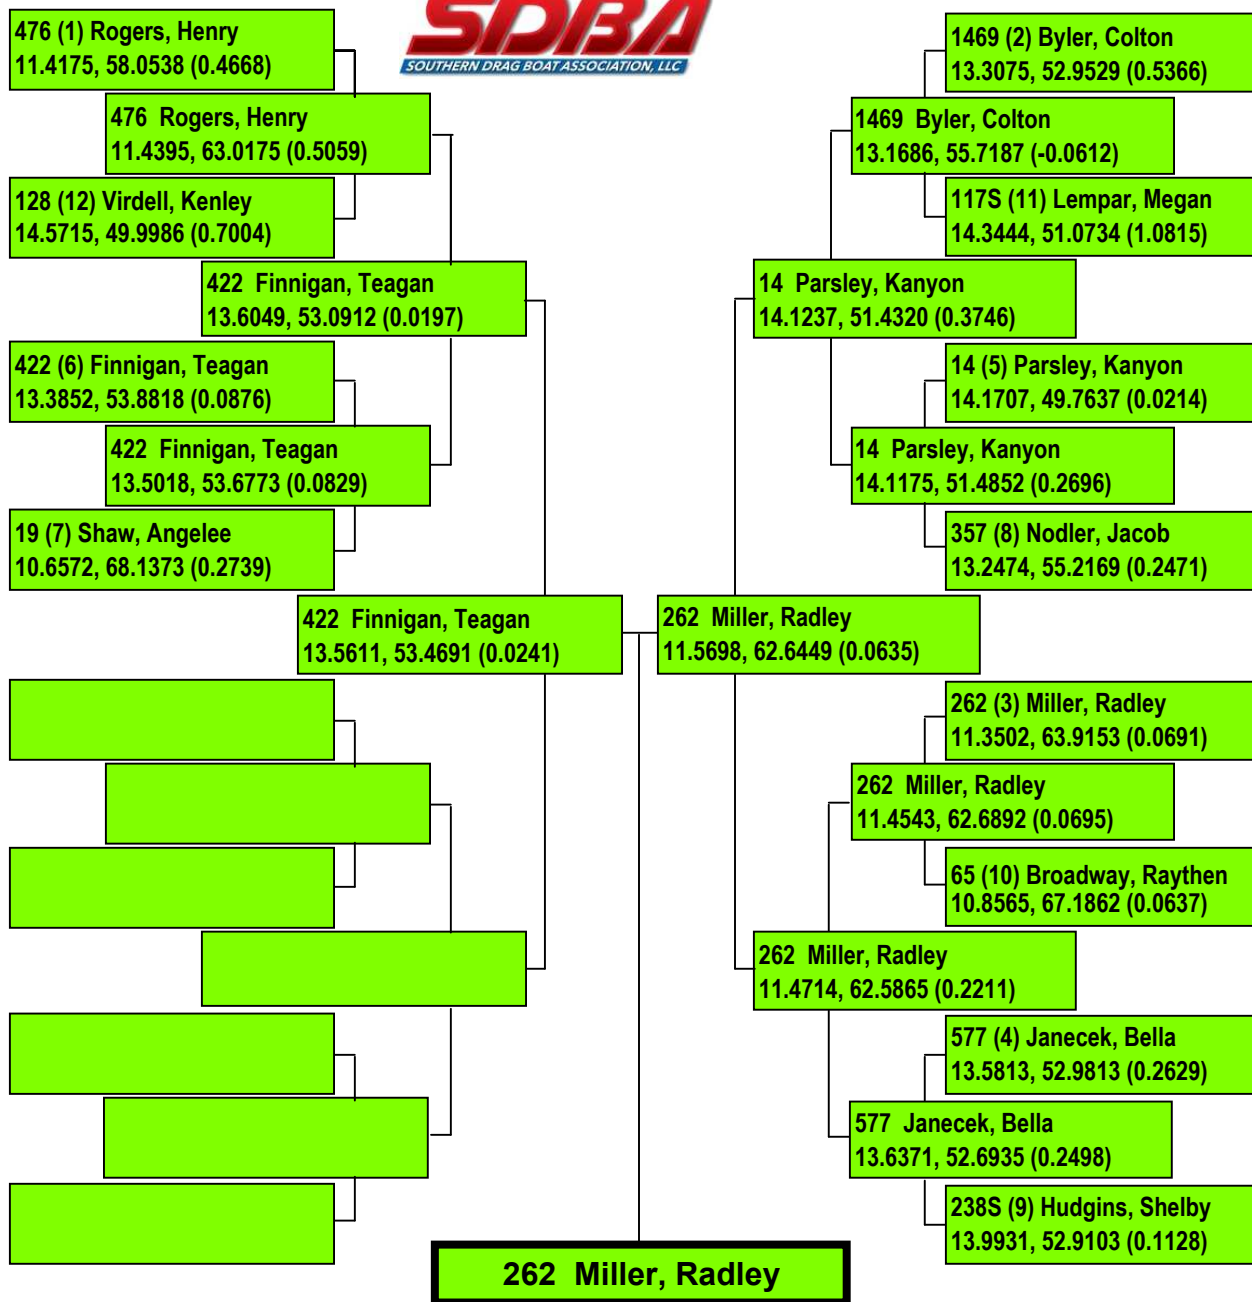 SDBA
SOUTHERN DRAG BOAT ASSOCIATION, LLC
476 (1) Rogers, Henry
11.4175, 58.0538 (0.4668)
476 Rogers, Henry
11.4395, 63.0175 (0.5059)
128 (12) Virdell, Kenley
14.5715, 49.9986 (0.7004)
422 Finnigan, Teagan
13.6049, 53.0912 (0.0197)
422 (6) Finnigan, Teagan
13.3852, 53.8818 (0.0876)
422 Finnigan, Teagan
13.5018, 53.6773 (0.0829)
19 (7) Shaw, Angelee
10.6572, 68.1373 (0.2739)
422 Finnigan, Teagan
13.5611, 53.4691 (0.0241)
1469 (2) Byler, Colton
13.3075, 52.9529 (0.5366)
1469 Byler, Colton
13.1686, 55.7187 (-0.0612)
117S (11) Lempar, Megan
14.3444, 51.0734 (1.0815)
14 Parsley, Kanyon
14.1237, 51.4320 (0.3746)
14 (5) Parsley, Kanyon
14.1707, 49.7637 (0.0214)
14 Parsley, Kanyon
14.1175, 51.4852 (0.2696)
357 (8) Nodler, Jacob
13.2474, 55.2169 (0.2471)
262 Miller, Radley
11.5698, 62.6449 (0.0635)
262 (3) Miller, Radley
11.3502, 63.9153 (0.0691)
262 Miller, Radley
11.4543, 62.6892 (0.0695)
65 (10) Broadway, Raythen
10.8565, 67.1862 (0.0637)
262 Miller, Radley
11.4714, 62.5865 (0.2211)
577 (4) Janecek, Bella
13.5813, 52.9813 (0.2629)
577 Janecek, Bella
13.6371, 52.6935 (0.2498)
238S (9) Hudgins, Shelby
13.9931, 52.9103 (0.1128)
262 Miller, Radley